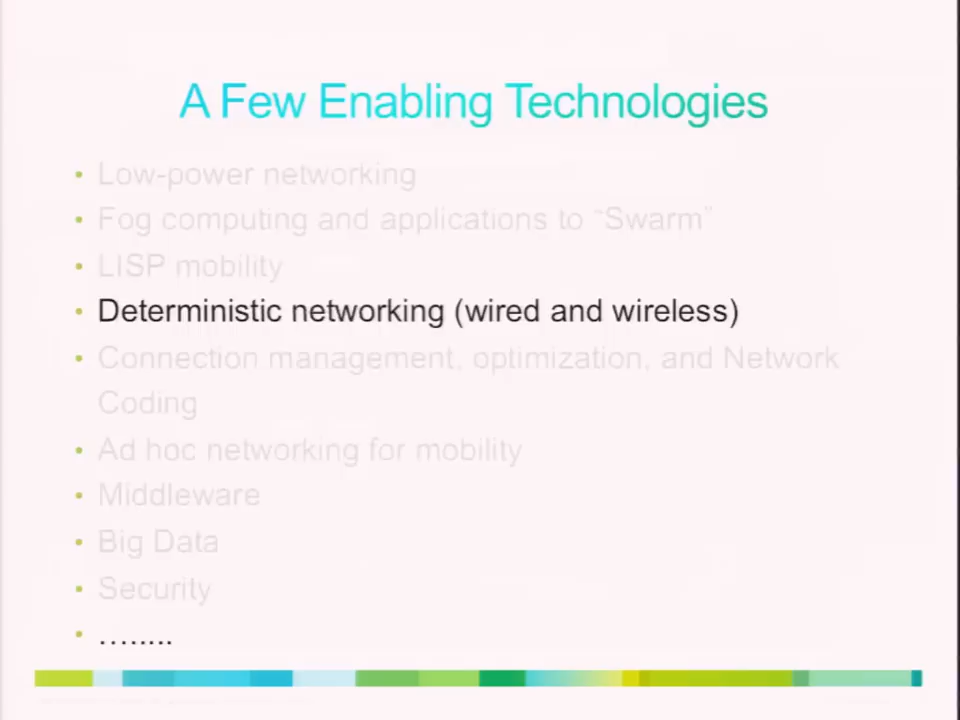 A Few Enabling Technologies
• Low-power networking
• Fog computing and applications to “Swarm”
• LISP mobility
• Deterministic networking (wired and wireless)
• Connection management, optimization, and Network
Coding
• Ad hoc networking for mobility
• Middleware
• Big Data
• Security
• ….....